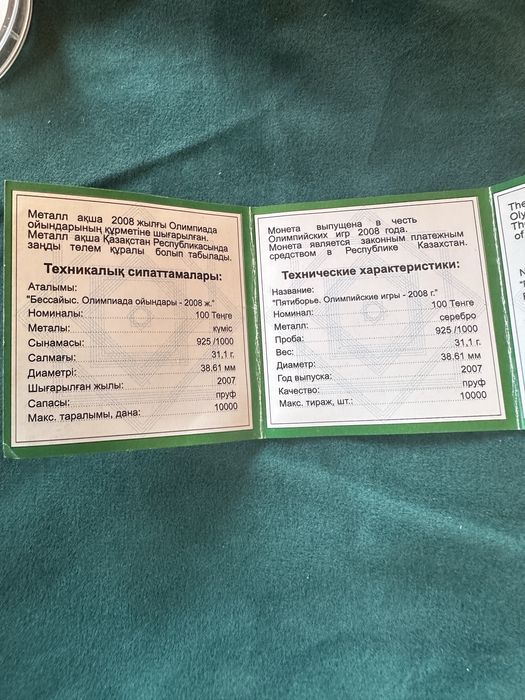 Металл ақша 2008 жылғы Олимпиада
ойындарының құрметіне шығарылған.
Металл ақша Қазақстан Республикасында
заңды төлем құралы болып табылады.
Техникалық сипаттамалары:
Аталымы:
"Бессайыс. Олимпиада ойындары - 2008 ж."
Номиналы: 100 Теңге
Металы: күміс
Сынамасы: 925 /1000
Салмағы: 31,1 г.
Диаметрі: 38.61 мм
Шығарылған жылы: 2007
Сапасы: пруф
Макс. таралымы, дана: 10000
Монета выпущена в честь
Олимпийских игр 2008 года.
Монета является законным платежным
средством в Республике Казахстан.
Технические характеристики:
Название:
"Пятиборье. Олимпийские игры - 2008 г."
Номинал: 100 Теңге
Металл: серебро
Проба: 925 /1000
Вес: 31,1 г.
Диаметр: 38.61 мм
Год выпуска: 2007
Качество: пруф
Макс. тираж, шт.: 10000
The
Oly
The
of